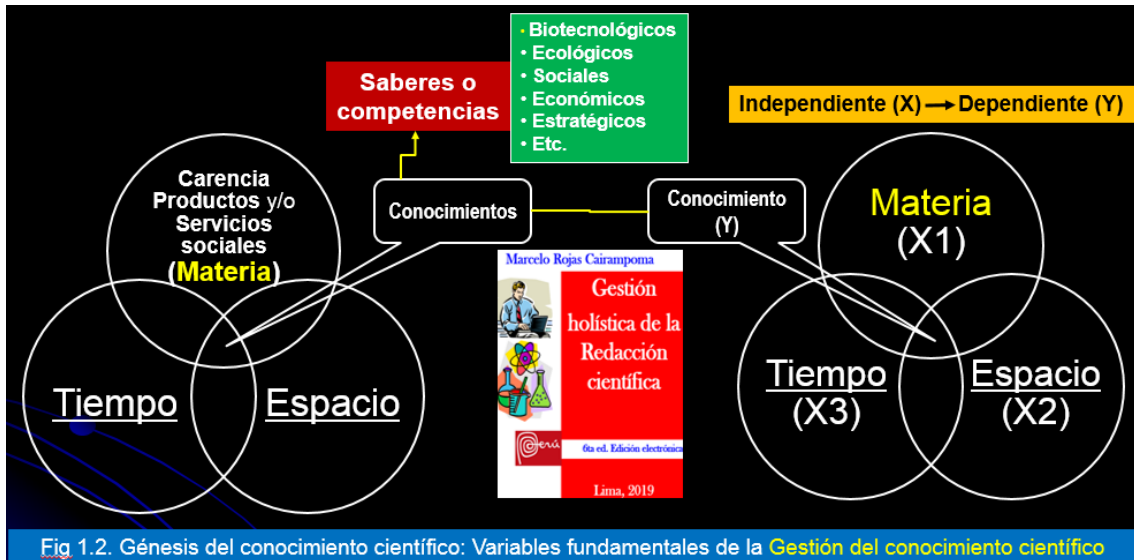 • Biotecnológicos
• Ecológicos
• Sociales
• Económicos
• Estratégicos
• Etc.
Saberes o
competencias
Independiente (X) → Dependiente (Y)
Carencia
Productos y/o
Servicios
sociales
(Materia)
Tiempo
Espacio
Conocimientos
Conocimiento
(Y)
Materia
(X1)
Tiempo
(X3)
Espacio
(X2)
Marcelo Rojas Cairampoma
Gestión
holística de la
Redacción
científica
Perú
6ta ed. Edición electrónica
Lima, 2019
Fig 1.2. Génesis del conocimiento científico: Variables fundamentales de la Gestión del conocimiento científico